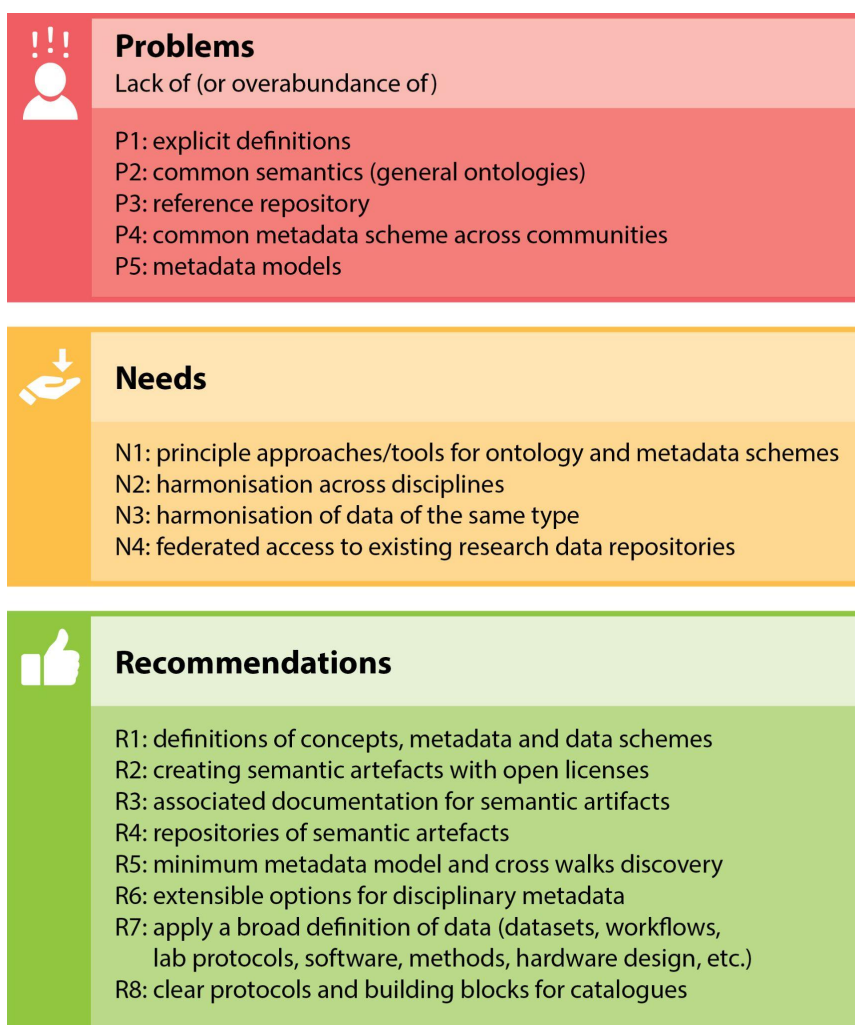 Problems
Lack of (or overabundance of)
P1: explicit definitions
P2: common semantics (general ontologies)
P3: reference repository
P4: common metadata scheme across communities
P5: metadata models
Needs
N1: principle approaches/tools for ontology and metadata schemes
N2: harmonisation across disciplines
N3: harmonisation of data of the same type
N4: federated access to existing research data repositories
Recommendations
R1: definitions of concepts, metadata and data schemes
R2: creating semantic artefacts with open licenses
R3: associated documentation for semantic artifacts
R4: repositories of semantic artefacts
R5: minimum metadata model and cross walks discovery
R6: extensible options for disciplinary metadata
R7: apply a broad definition of data (datasets, workflows,
lab protocols, software, methods, hardware design, etc.)
R8: clear protocols and building blocks for catalogues